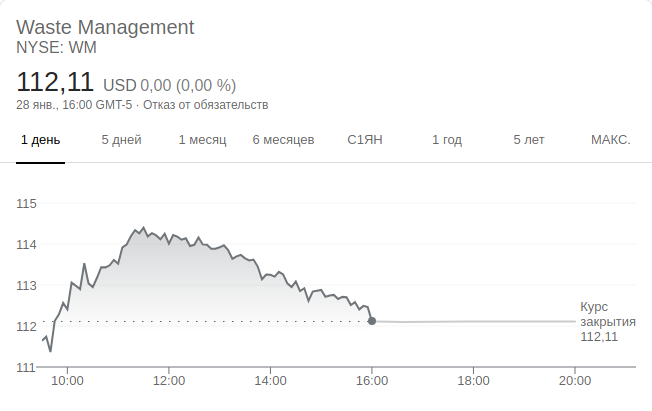 Waste Management
NYSE: WM
112,11 USD 0,00 (0,00 %)
28 янв., 16:00 GMT-5 · Отказ от обязательств
1 день 5 дней 1 месяц 6 месяцев С1ЯН 1 год 5 лет МАКС.
115
114
113
112
111
Курс
закрытия
112,11
10:00 12:00 14:00 16:00 18:00 20:00